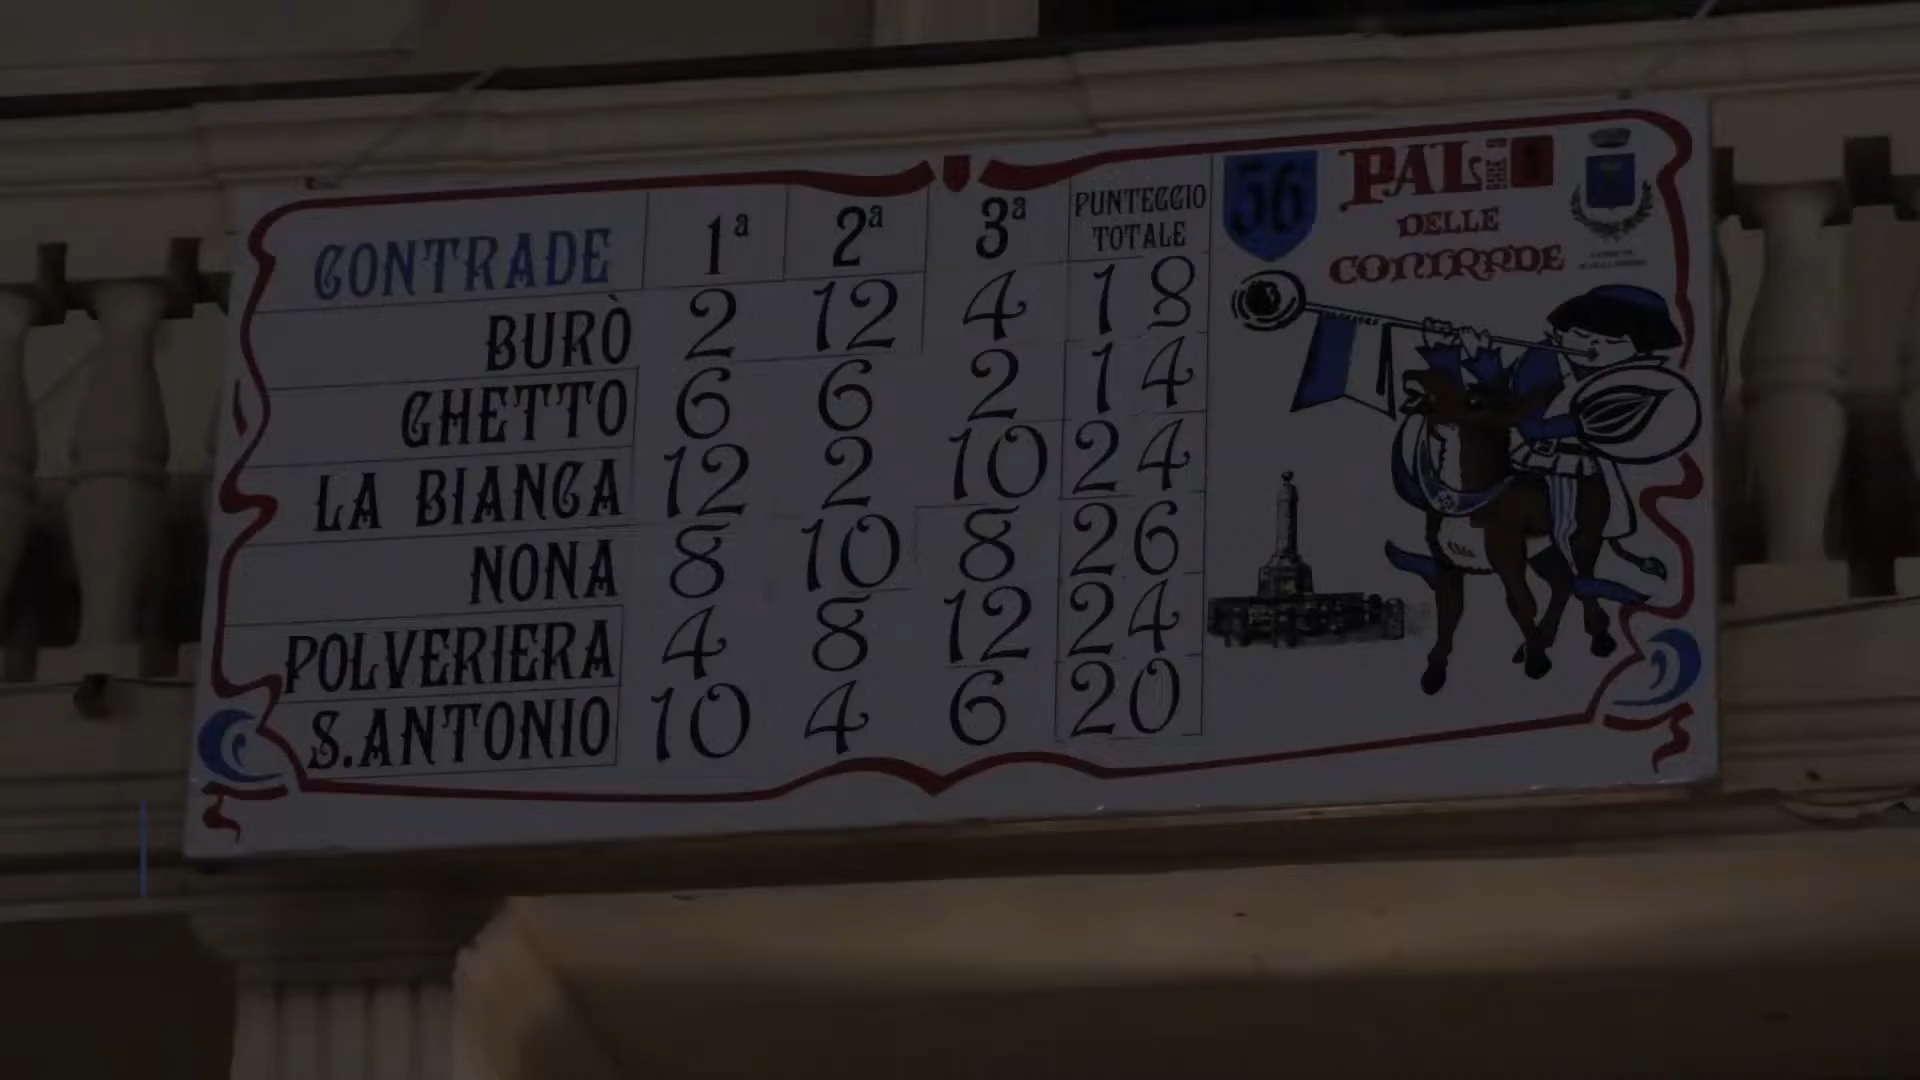 CONTRADE 1ª 2ª 3ª PUNTEGGIO TOTALE
BURÒ 2 12 4 18
GHETTO 6 6 2 14
LA BIANCA 12 2 10 24
NONA 8 10 8 26
POLVERIERA 4 8 12 24
S.ANTONIO 10 4 6 20
56
PALIO
DELLE
CONTRADE